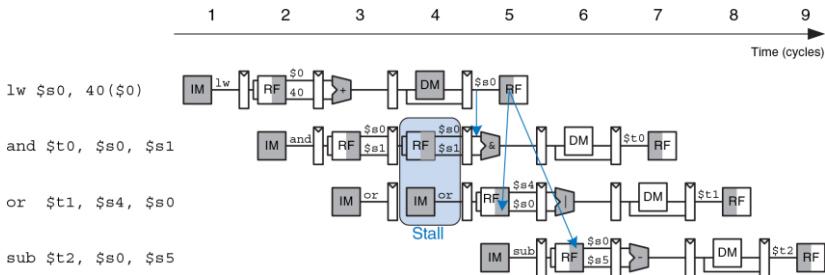 1 2 3 4 5 6 7 8 9
Time (cycles)
lw $s0, 40($0) IM lw RF $0 40 + DM $s0 RF
and $t0, $s0, $s1 IM and RF $s0 $s1 RF $s0 $s1 & DM $t0 RF
or $t1, $s4, $s0 IM or IM or RF $s4 $s0 | DM $t1 RF
Stall
sub $t2, $s0, $s5 IM sub RF $s0 $s5 - DM $t2 RF